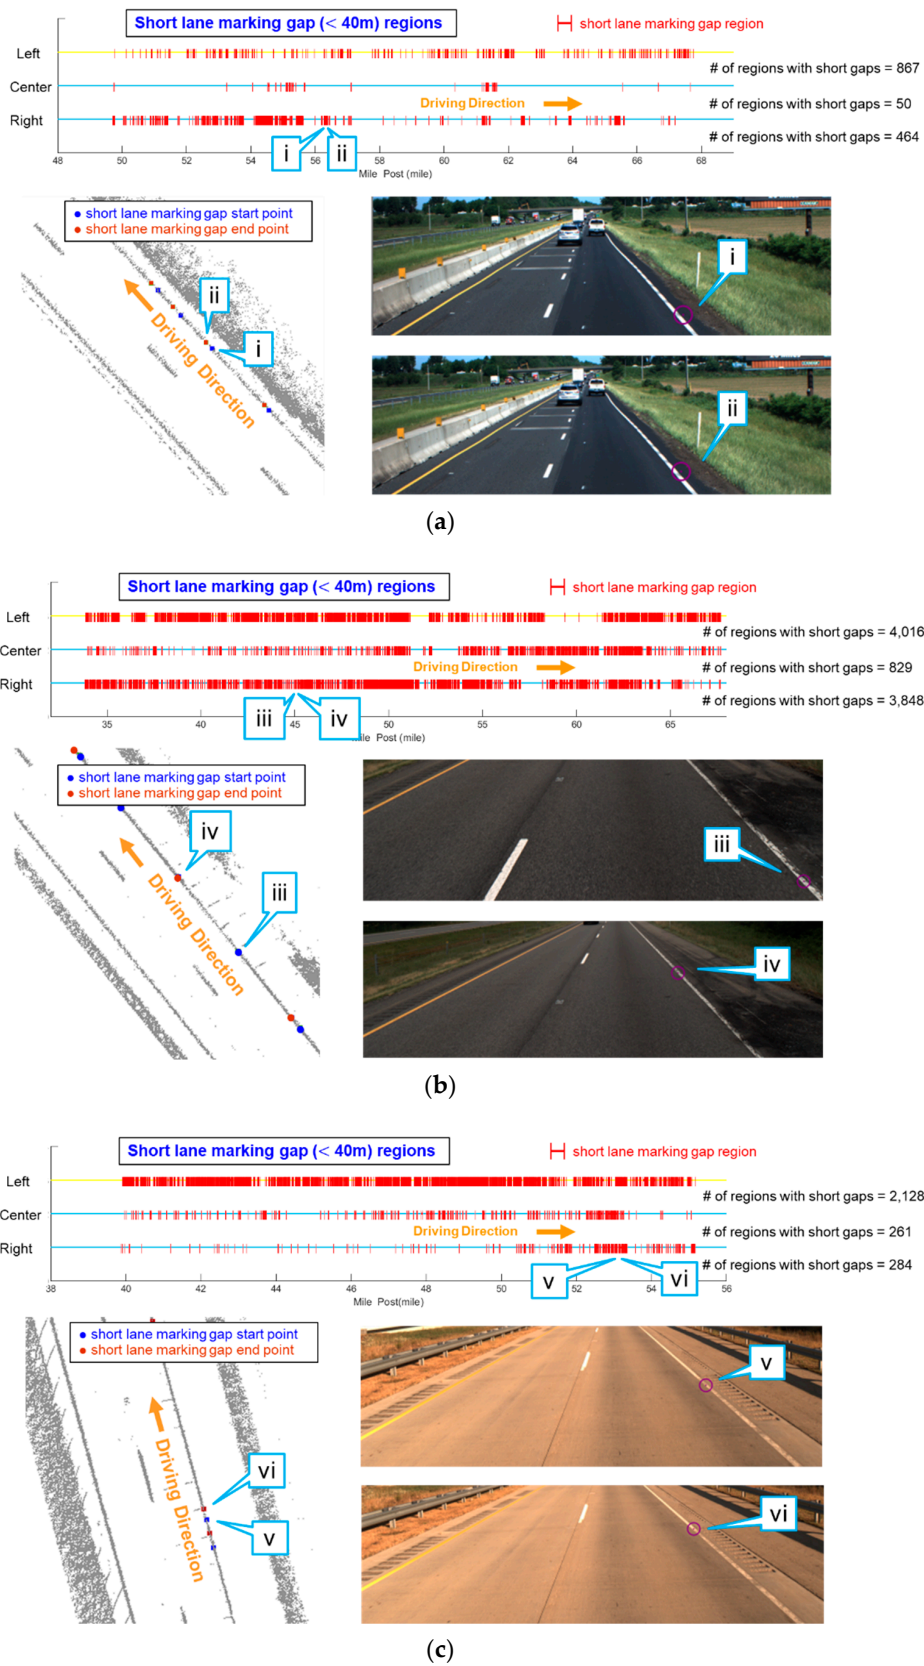 Short lane marking gap (< 40m) regions
short lane marking gap region
Left
# of regions with short gaps = 867
Center
Driving Direction
# of regions with short gaps = 50
Right
# of regions with short gaps = 464
48 50 52 54 56 58 60 62 64 66 68
i ii
Mile Post (mile)
short lane marking gap start point
short lane marking gap end point
ii
i
Driving Direction
i
ii
(a)
Short lane marking gap (< 40m) regions
short lane marking gap region
Left
# of regions with short gaps = 4,016
Center
Driving Direction
# of regions with short gaps = 829
Right
# of regions with short gaps = 3,848
35 40 45 50 55 60 65
iii iv
ile Post (mile)
short lane marking gap start point
short lane marking gap end point
iv
iii
Driving Direction
iii
iv
(b)
Short lane marking gap (< 40m) regions
short lane marking gap region
Left
# of regions with short gaps = 2,128
Center
Driving Direction
# of regions with short gaps = 261
Right
# of regions with short gaps = 284
38 40 42 44 46 48 50 52 54 56
v vi
Mile Post(mile)
short lane marking gap start point
short lane marking gap end point
vi
v
Driving Direction
v
vi
(c)